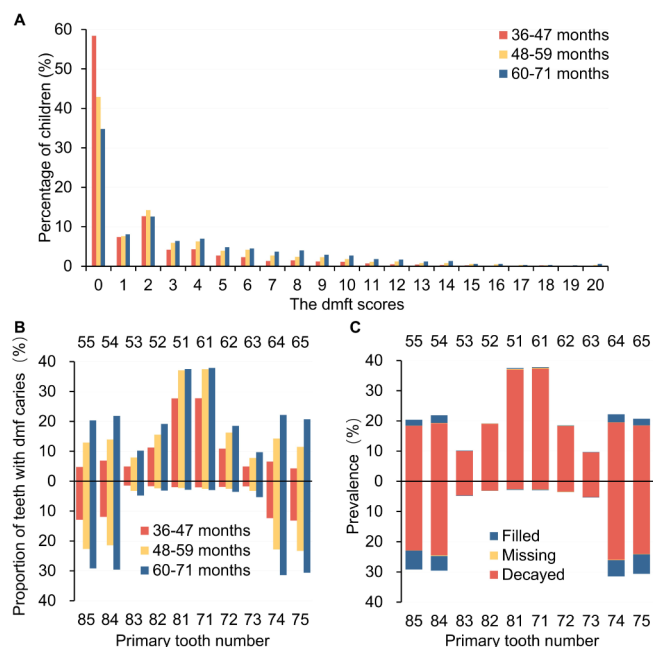 A
Percentage of children (%)
60
50
40
30
20
10
0
36-47 months
48-59 months
60-71 months
0 1 2 3 4 5 6 7 8 9 10 11 12 13 14 15 16 17 18 19 20
The dmft scores
B
55 54 53 52 51 61 62 63 64 65
Proportion of teeth with dmf caries (%)
40
30
20
10
0
10
20
30
40
36-47 months
48-59 months
60-71 months
85 84 83 82 81 71 72 73 74 75
Primary tooth number
C
55 54 53 52 51 61 62 63 64 65
Prevalence (%)
40
30
20
10
0
10
20
30
40
Filled
Missing
Decayed
85 84 83 82 81 71 72 73 74 75
Primary tooth number